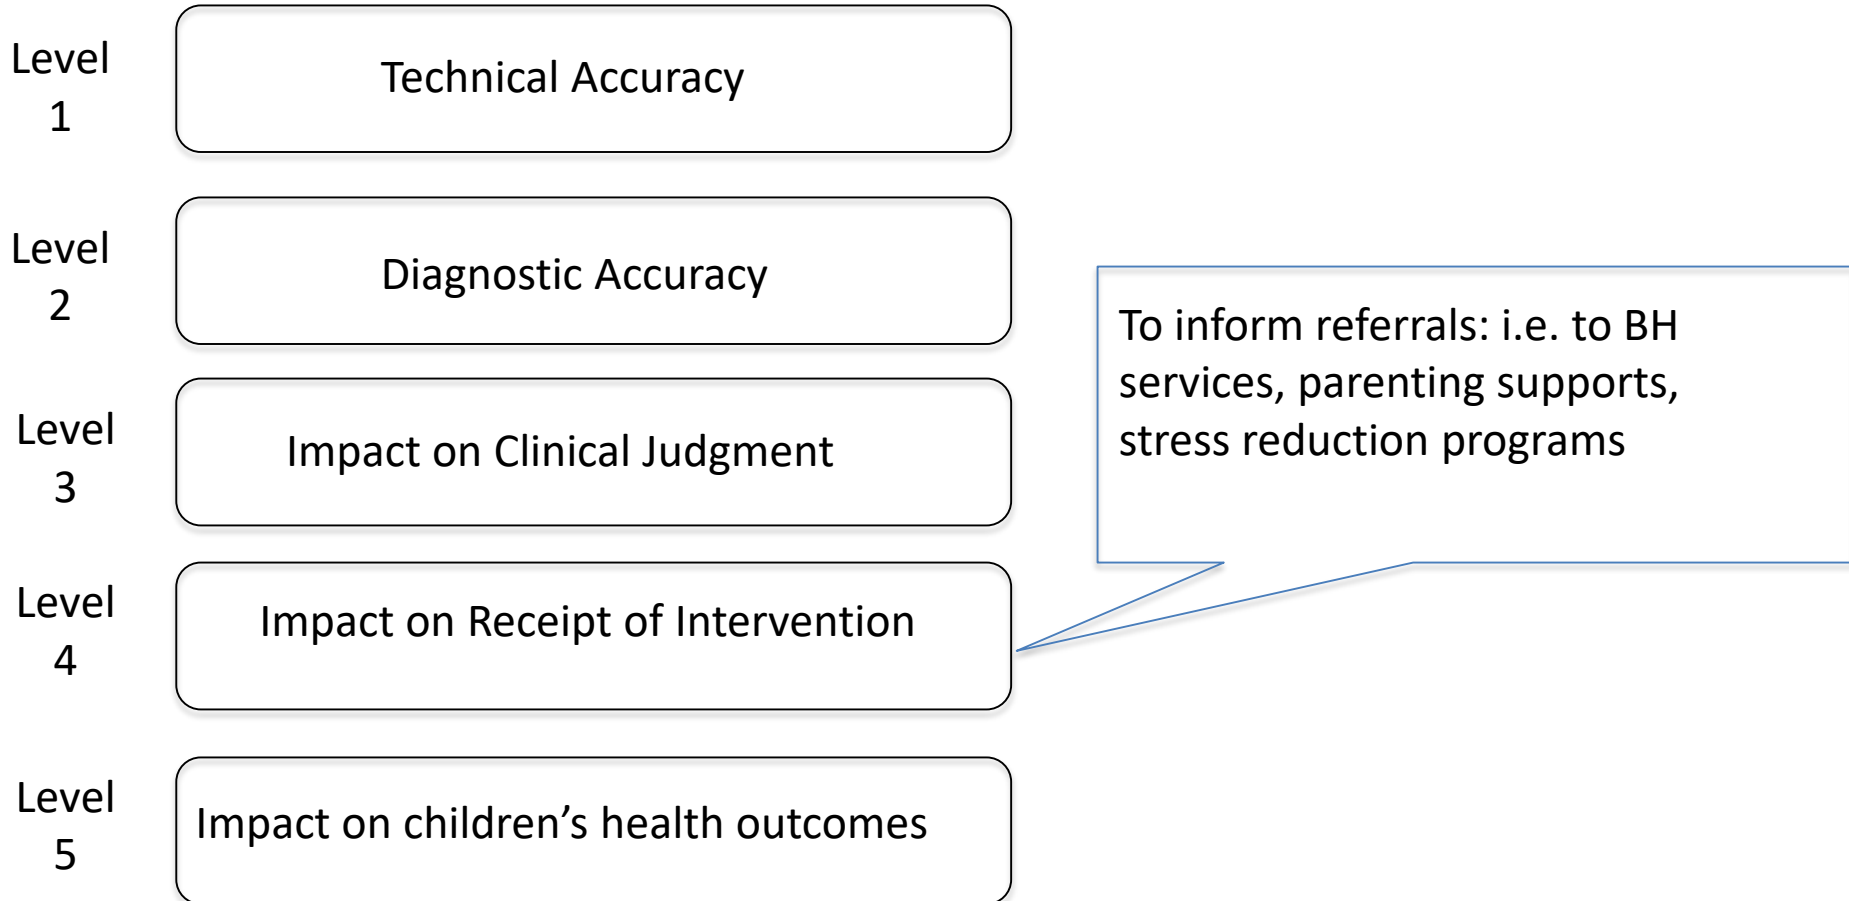 Level
1
Technical Accuracy
Level
2
Diagnostic Accuracy
To inform referrals: i.e. to BH
services, parenting supports,
stress reduction programs
Level
3
Impact on Clinical Judgment
Level
4
Impact on Receipt of Intervention
Level
5
Impact on children’s health outcomes